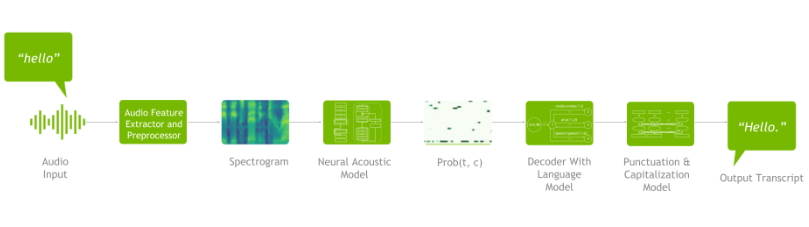 “hello”
Audio Feature
Extractor and
Preprocessor
“Hello.”
Audio
Input
Spectrogram
Neural Acoustic
Model
Prob(t, c)
Decoder With
Language
Model
Punctuation &
Capitalization
Model
Output Transcript